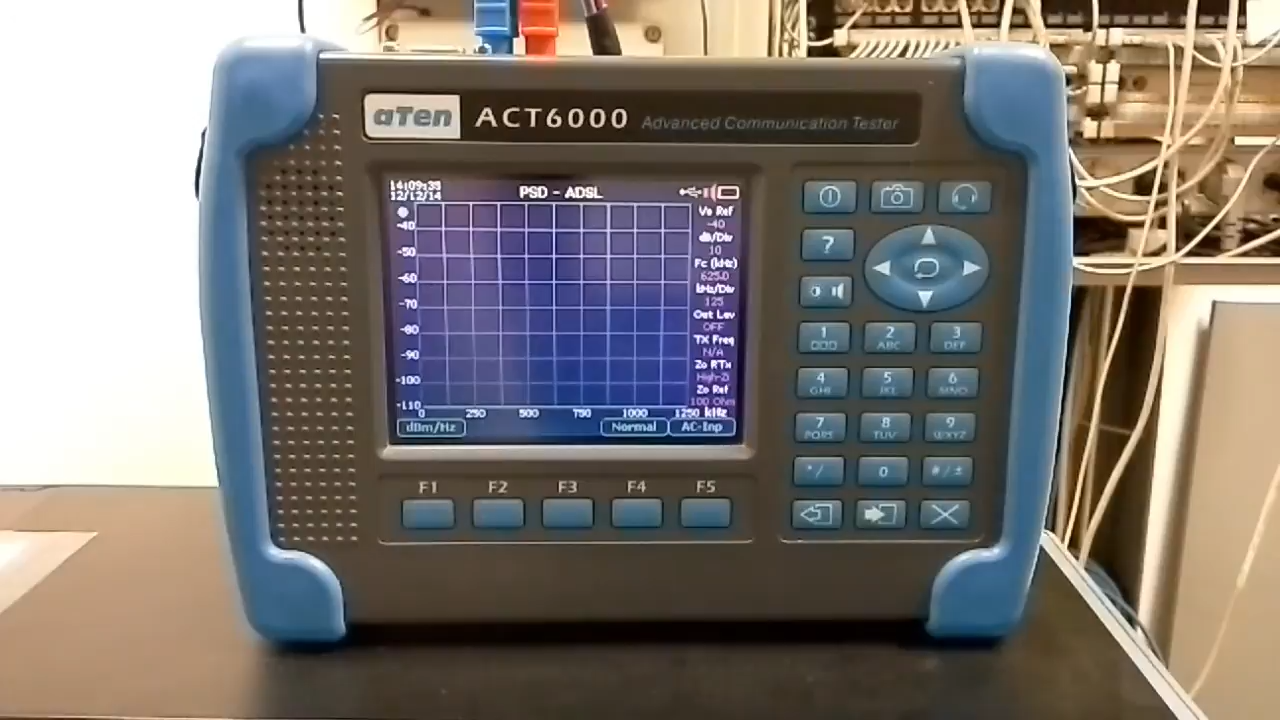 aTen ACT6000 Advanced Communication Tester
14:09:35
12/12/14
PSD - ADSL
Vo Ref
-40
dB/Div
10
Fc (kHz)
625.0
kHz/Div
125
Out Lev
OFF
TX Freq
N/A
Zo RTx
High-Z
Zo Ref
100 Ohm
-40
-50
-60
-70
-80
-90
-100
-110
0 250 500 750 1000 1250 kHz
dBm/Hz Normal AC-Inp
F1 F2 F3 F4 F5
?
1 2 ABC 3 DEF
4 GHI 5 JKL 6 MNO
7 PQRS 8 TUV 9 WXYZ
*/ 0 #/±